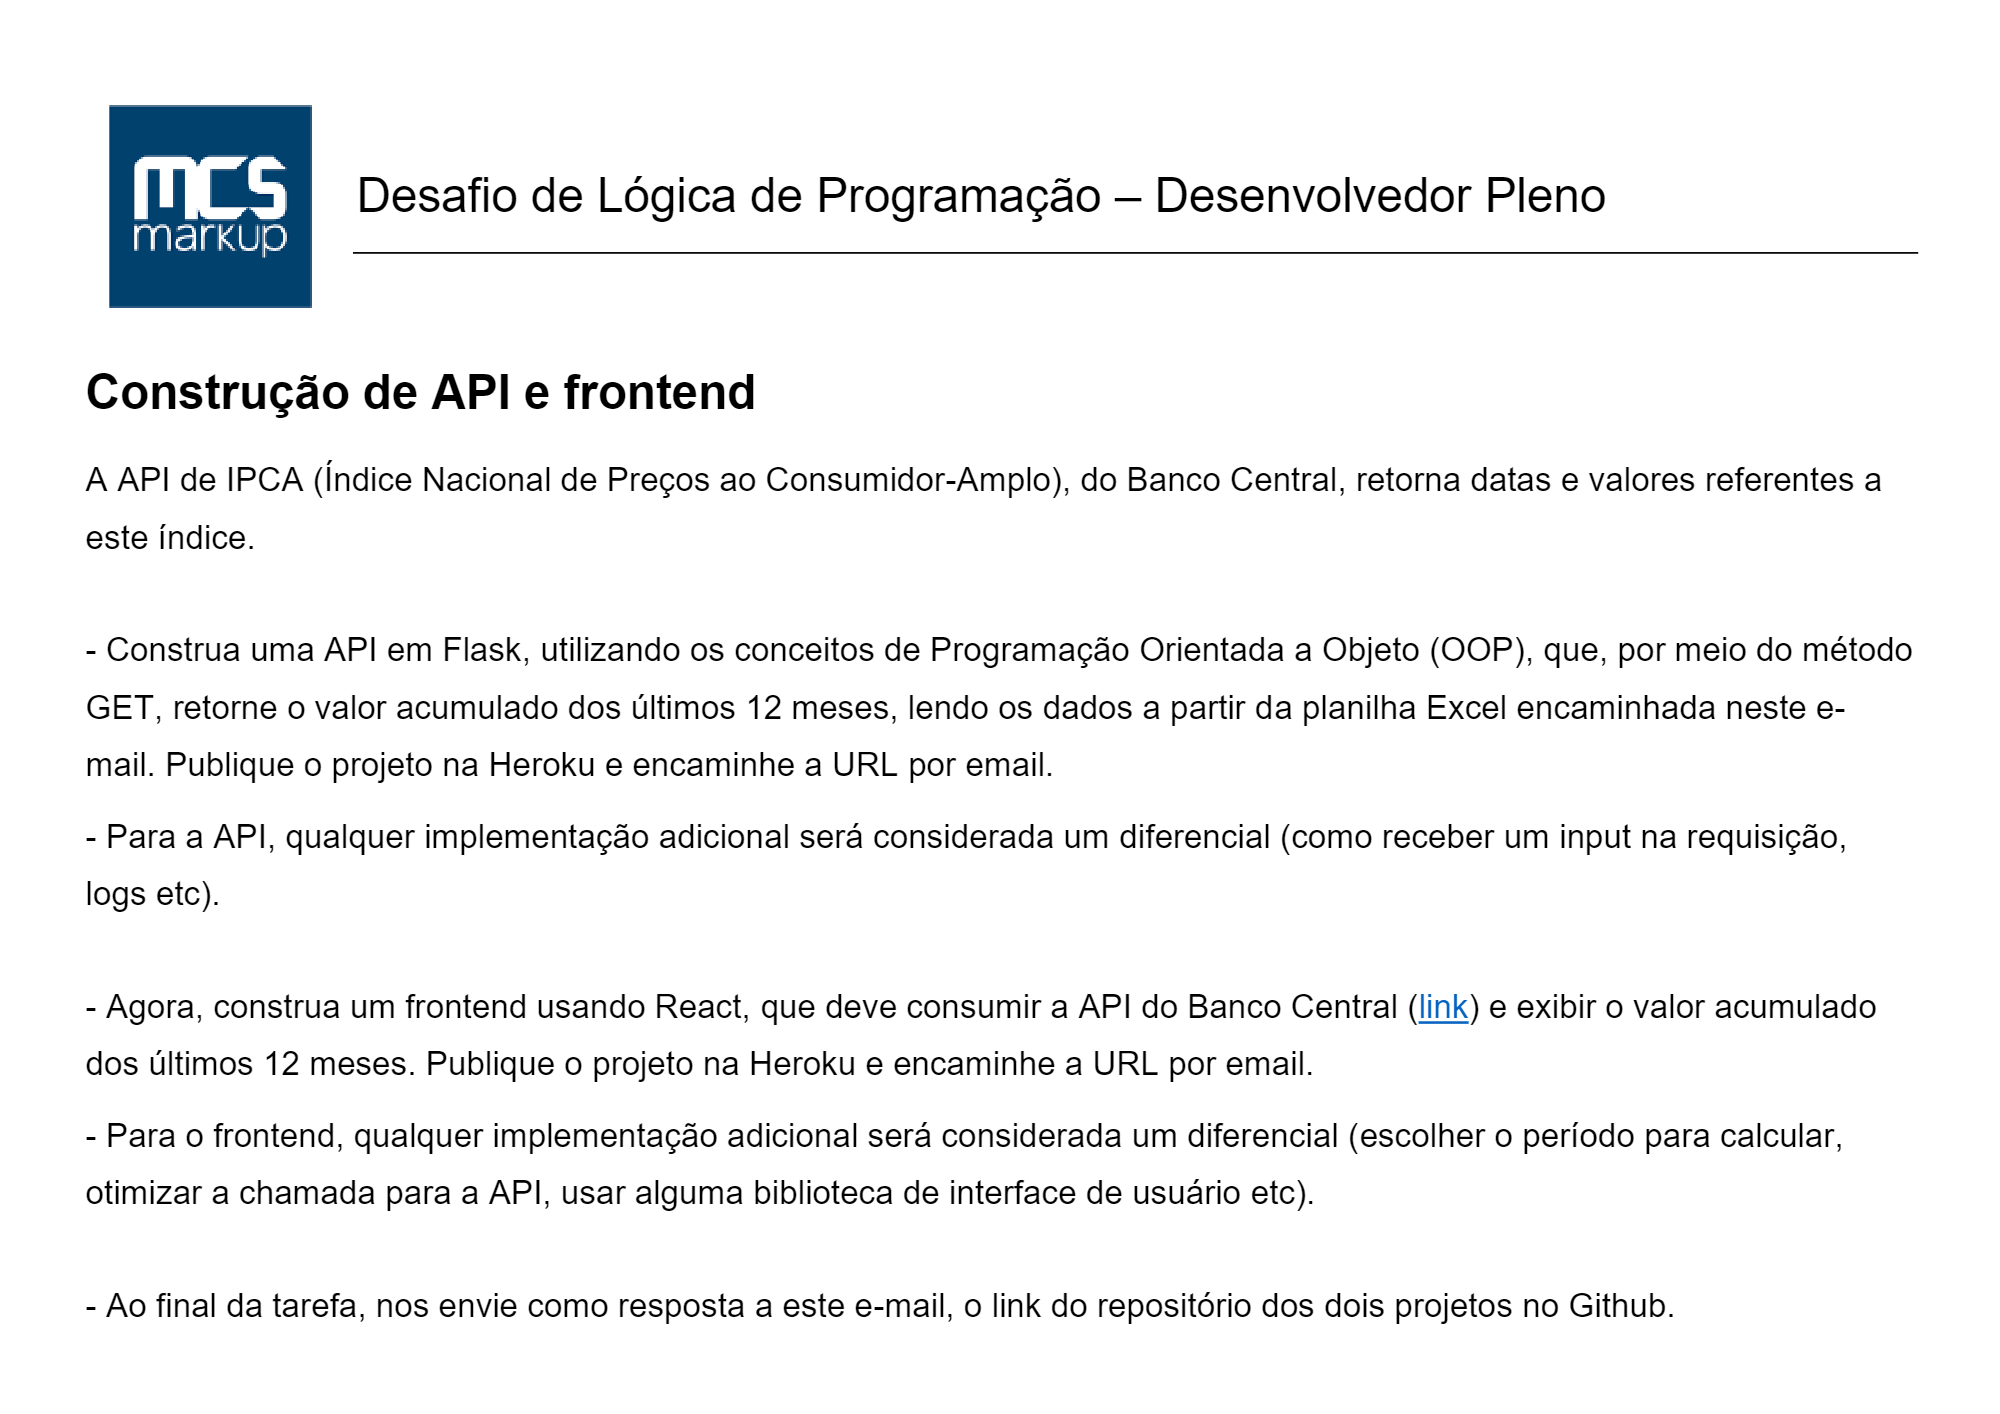 mcs
markup
Desafio de Lógica de Programação – Desenvolvedor Pleno
Construção de API e frontend
A API de IPCA (Índice Nacional de Preços ao Consumidor-Amplo), do Banco Central, retorna datas e valores referentes a
este índice.
- Construa uma API em Flask, utilizando os conceitos de Programação Orientada a Objeto (OOP), que, por meio do método
GET, retorne o valor acumulado dos últimos 12 meses, lendo os dados a partir da planilha Excel encaminhada neste e-
mail. Publique o projeto na Heroku e encaminhe a URL por email.
- Para a API, qualquer implementação adicional será considerada um diferencial (como receber um input na requisição,
logs etc).
- Agora, construa um frontend usando React, que deve consumir a API do Banco Central (link) e exibir o valor acumulado
dos últimos 12 meses. Publique o projeto na Heroku e encaminhe a URL por email.
- Para o frontend, qualquer implementação adicional será considerada um diferencial (escolher o período para calcular,
otimizar a chamada para a API, usar alguma biblioteca de interface de usuário etc).
- Ao final da tarefa, nos envie como resposta a este e-mail, o link do repositório dos dois projetos no Github.